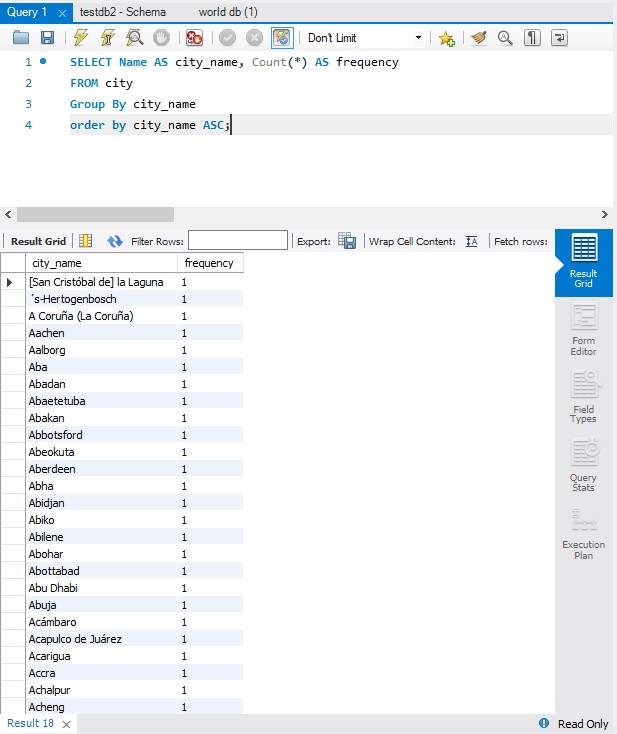 Query 1 testdb2 - Schema world db (1)
Don't Limit
1 SELECT Name AS city_name, Count(*) AS frequency
2 FROM city
3 Group By city_name
4 order by city_name ASC;
Result Grid Filter Rows: Export: Wrap Cell Content: Fetch rows:
city_name frequency
[San Cristóbal de] la Laguna 1
´s-Hertogenbosch 1
A Coruña (La Coruña) 1
Aachen 1
Aalborg 1
Aba 1
Abadan 1
Abaetetuba 1
Abakan 1
Abbotsford 1
Abeokuta 1
Aberdeen 1
Abha 1
Abidjan 1
Abiko 1
Abilene 1
Abohar 1
Abottabad 1
Abu Dhabi 1
Abuja 1
Acámbaro 1
Acapulco de Juárez 1
Acarigua 1
Accra 1
Achalpur 1
Acheng 1
Result
Grid
Form
Editor
Field
Types
Query
Stats
Execution
Plan
Result 18 Read Only